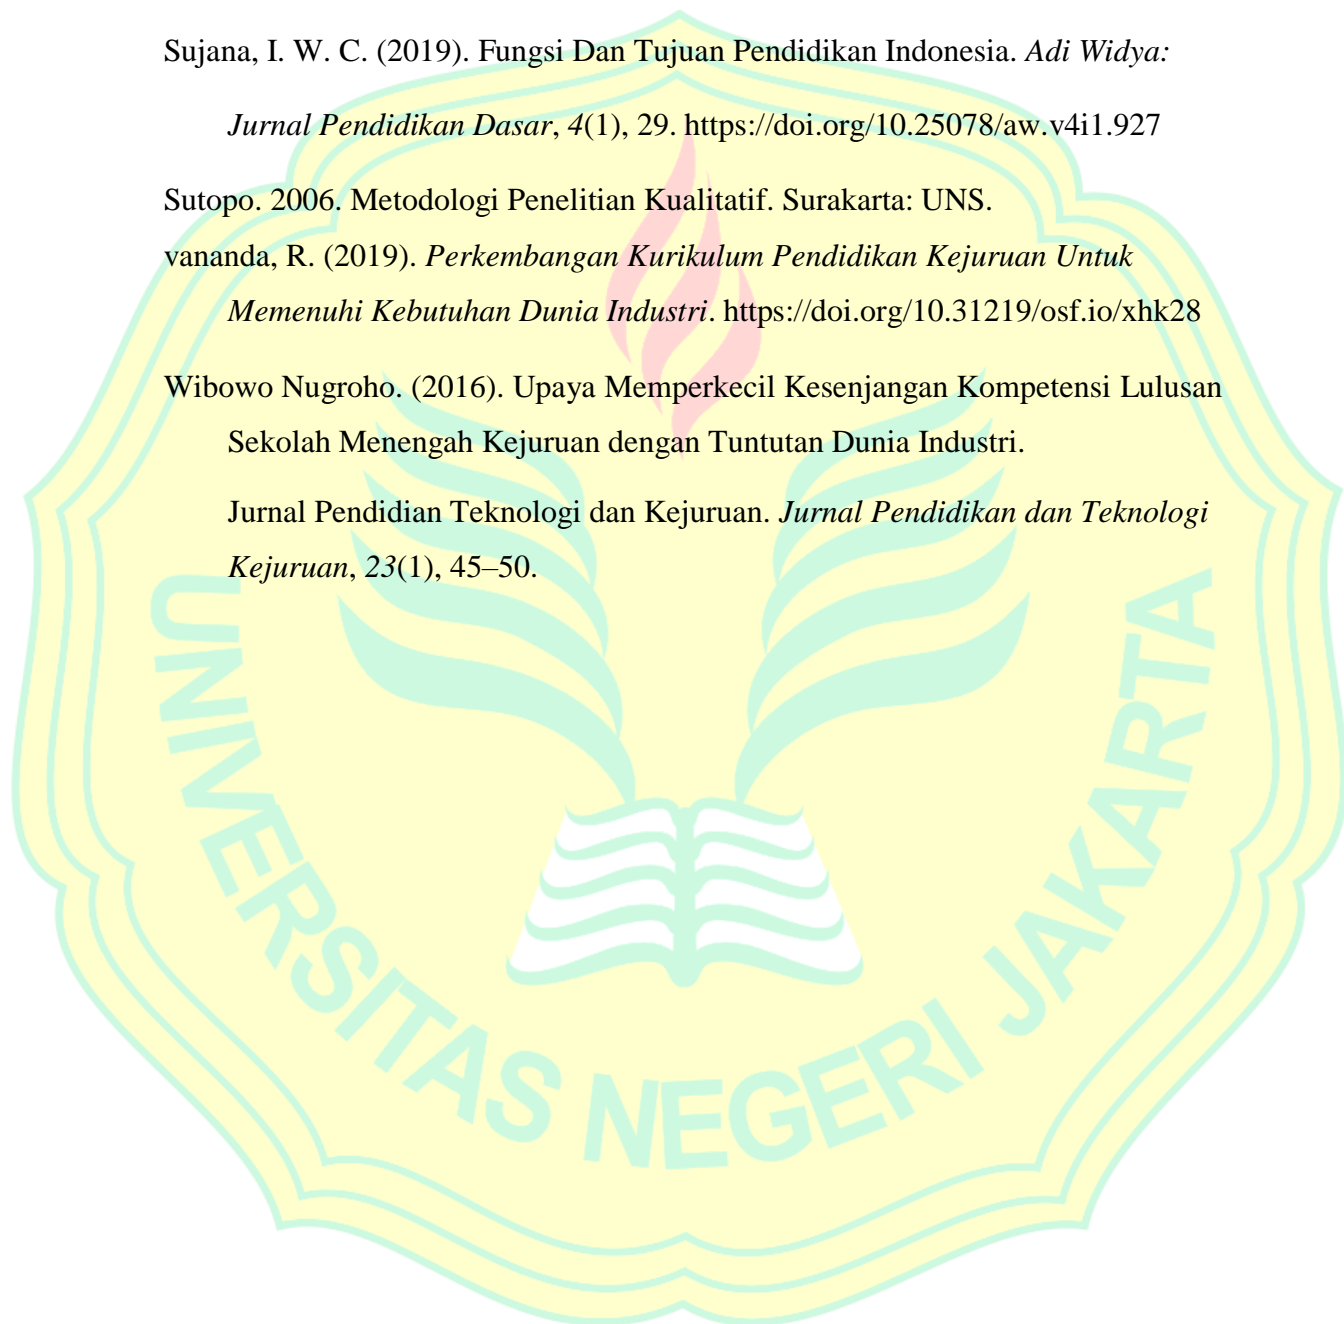 Sujana, I. W. C. (2019). Fungsi Dan Tujuan Pendidikan Indonesia. Adi Widya:
Jurnal Pendidikan Dasar, 4(1), 29. https://doi.org/10.25078/aw.v4i1.927
Sutopo. 2006. Metodologi Penelitian Kualitatif. Surakarta: UNS.
vananda, R. (2019). Perkembangan Kurikulum Pendidikan Kejuruan Untuk
Memenuhi Kebutuhan Dunia Industri. https://doi.org/10.31219/osf.io/xhk28
Wibowo Nugroho. (2016). Upaya Memperkecil Kesenjangan Kompetensi Lulusan
Sekolah Menengah Kejuruan dengan Tuntutan Dunia Industri.
Jurnal Pendidian Teknologi dan Kejuruan. Jurnal Pendidikan dan Teknologi
Kejuruan, 23(1), 45–50.
UNIVERSITAS NEGERI JAKARTA